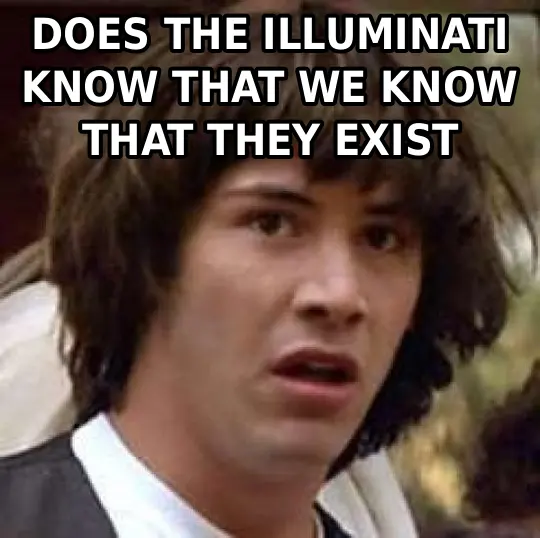 DOES THE ILLUMINATI
KNOW THAT WE KNOW
THAT THEY EXIST